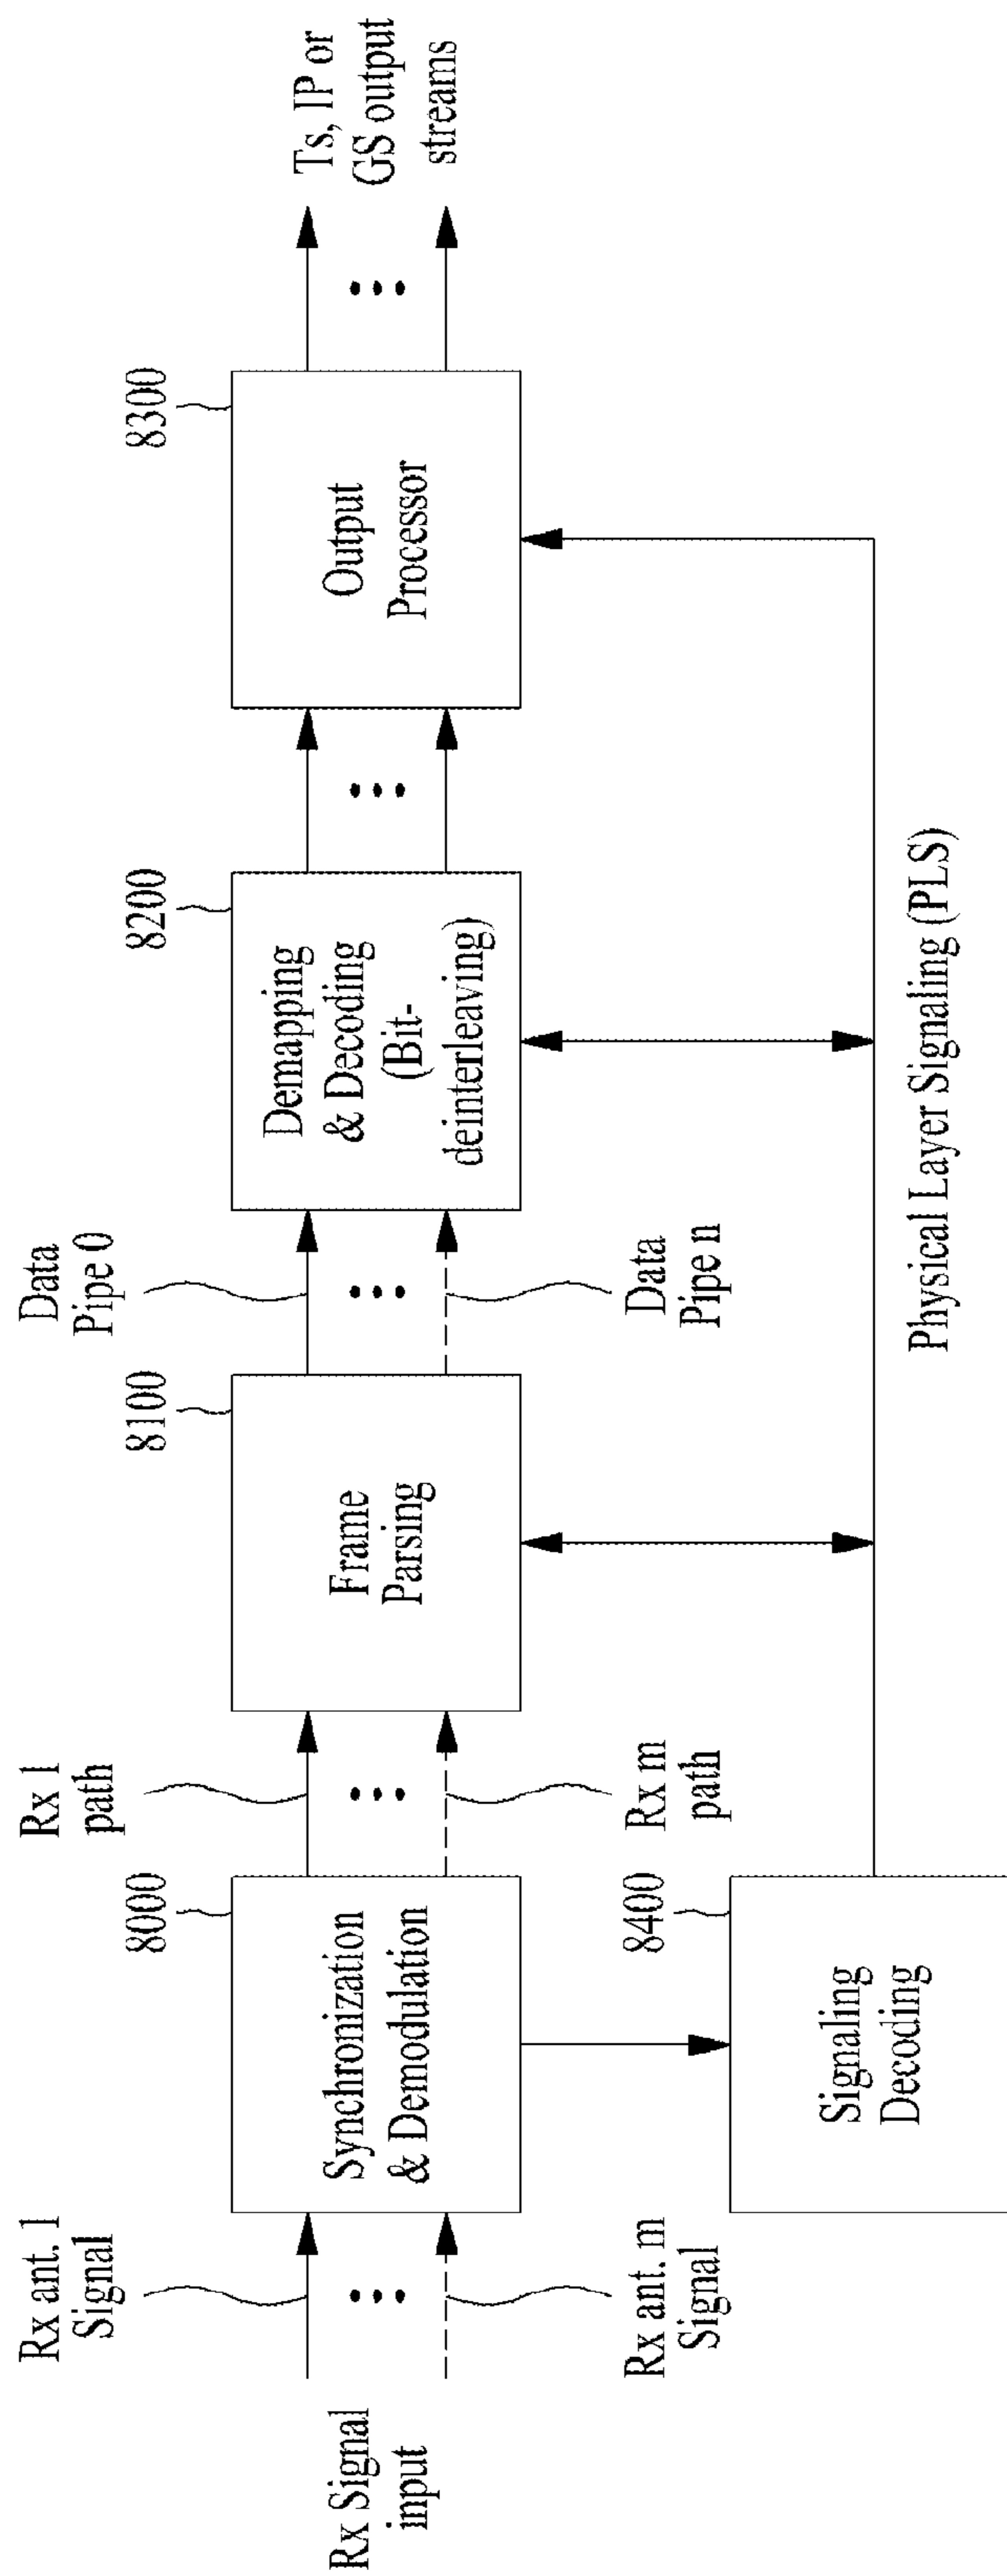 Rx Signal
input
Rx ant. 1
Signal
Rx ant. m
Signal
8000
Synchronization
& Demodulation
Rx 1
path
Rx m
path
8100
Frame
Parsing
Data
Pipe 0
Data
Pipe n
8200
Demapping
& Decoding
(Bit-
deinterleaving)
8300
Output
Processor
Ts, IP or
GS output
streams
8400
Signaling
Decoding
Physical Layer Signaling (PLS)